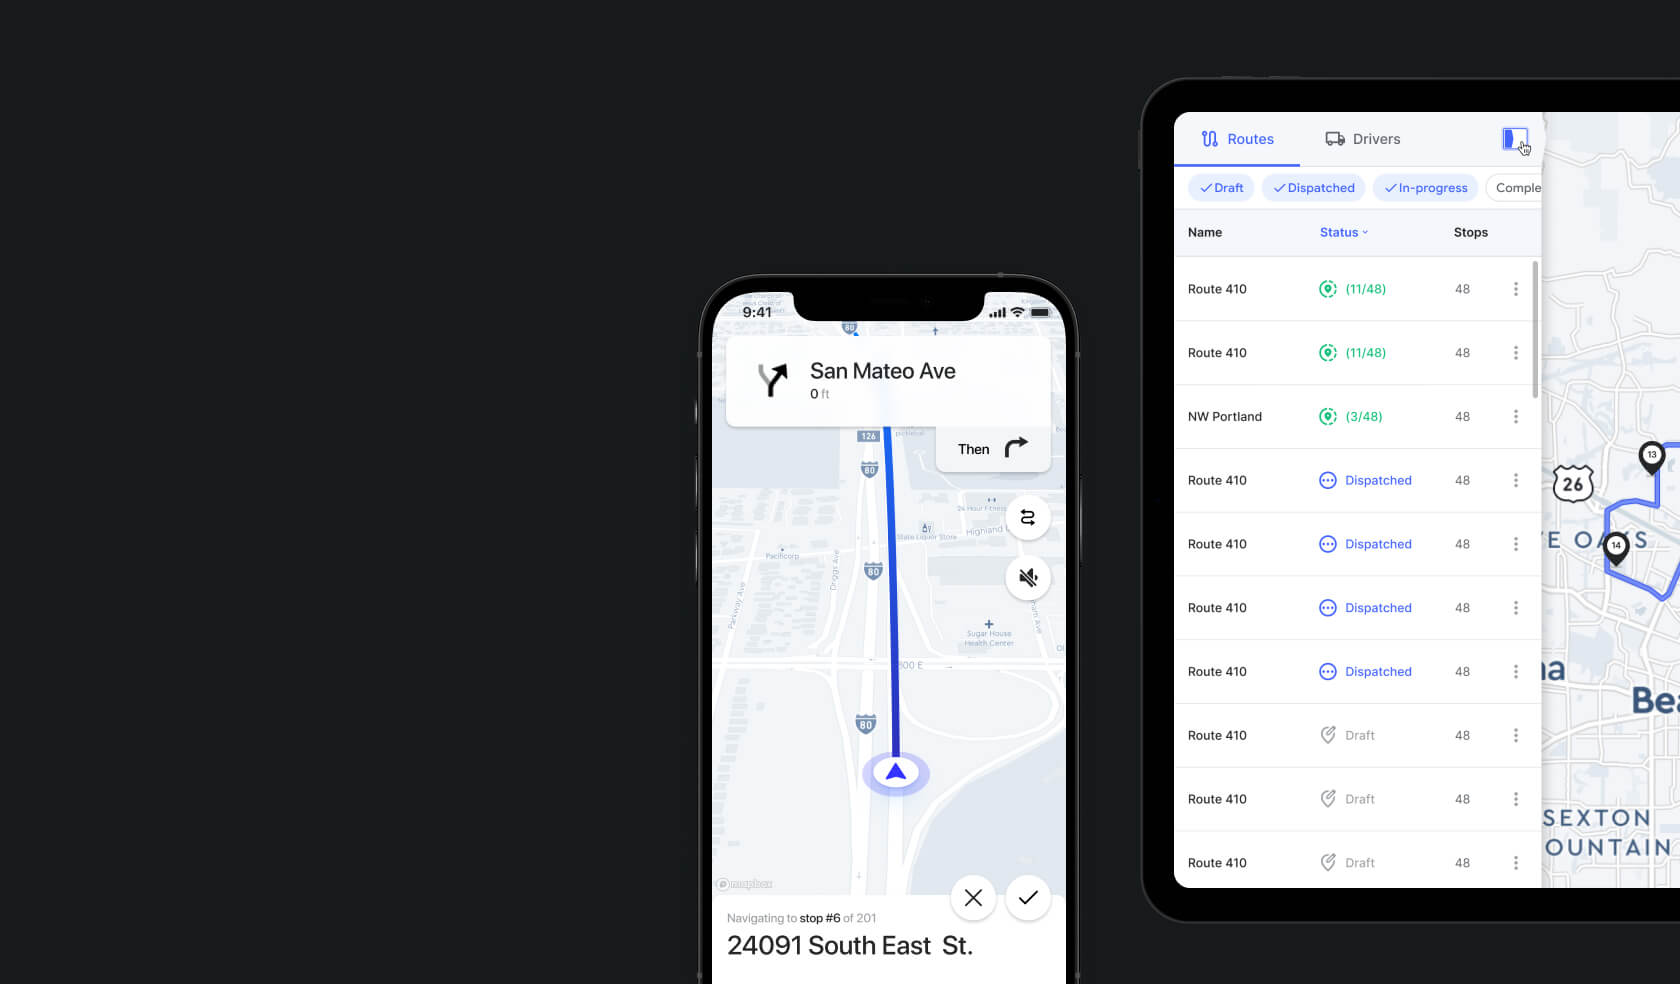 9:41
80
San Mateo Ave
0 ft
126
Then
80
24 Hour Fitness
State Liquor Store
Highland
Pacificorp
Driggs Ave
80
Parkway Ave
Sugar House
Health Center
800 E
80
mapbox
Navigating to stop #6 of 201
24091 South East St.
Routes
Drivers
Draft
Dispatched
In-progress
Comple
Name
Status
Stops
Route 410
(11/48)
48
Route 410
(11/48)
48
NW Portland
(3/48)
48
Route 410
Dispatched
48
Route 410
Dispatched
48
Route 410
Dispatched
48
Route 410
Dispatched
48
Route 410
Draft
48
Route 410
Draft
48
Route 410
Draft
48
13
26
E OAKS
14
na
Bea
SEXTON
OUNTAIN